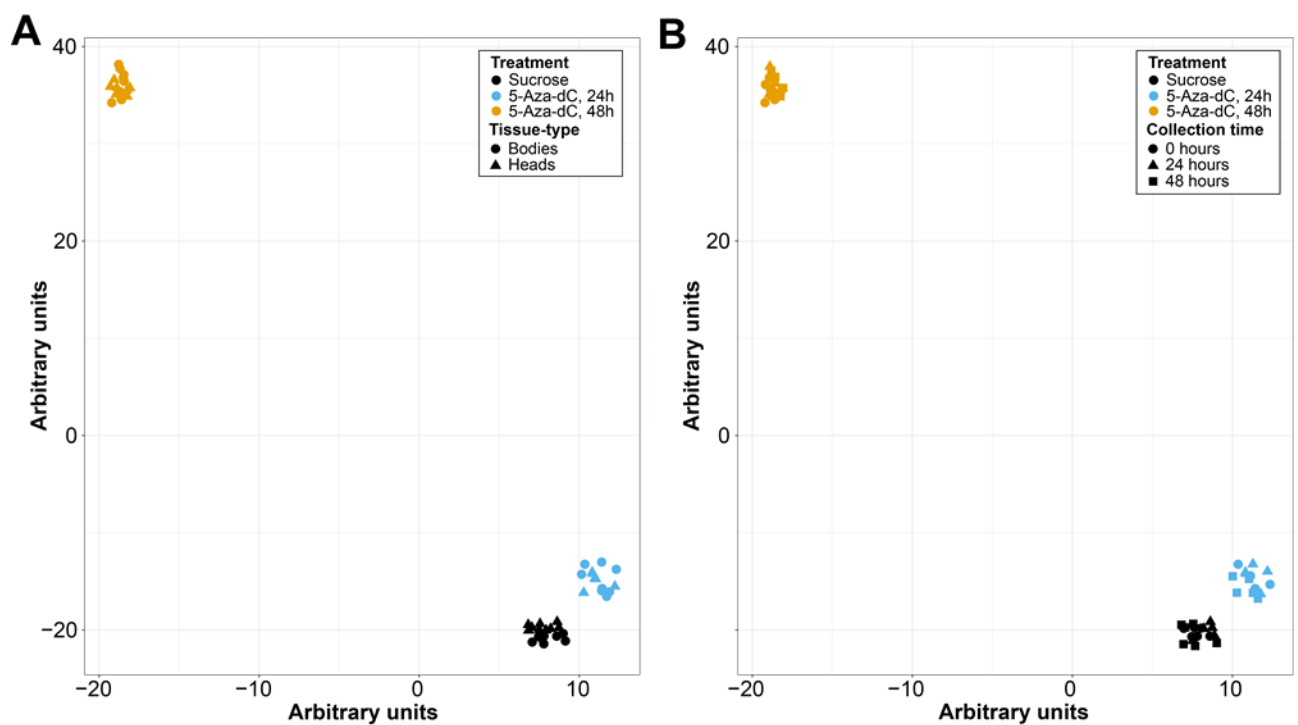 A
40
20
0
−20
−20
−10
0
10
Arbitrary units
Arbitrary units
Treatment
Sucrose
5-Aza-dC, 24h
5-Aza-dC, 48h
Tissue-type
Bodies
Heads
B
40
20
0
−20
−20
−10
0
10
Arbitrary units
Arbitrary units
Treatment
Sucrose
5-Aza-dC, 24h
5-Aza-dC, 48h
Collection time
0 hours
24 hours
48 hours